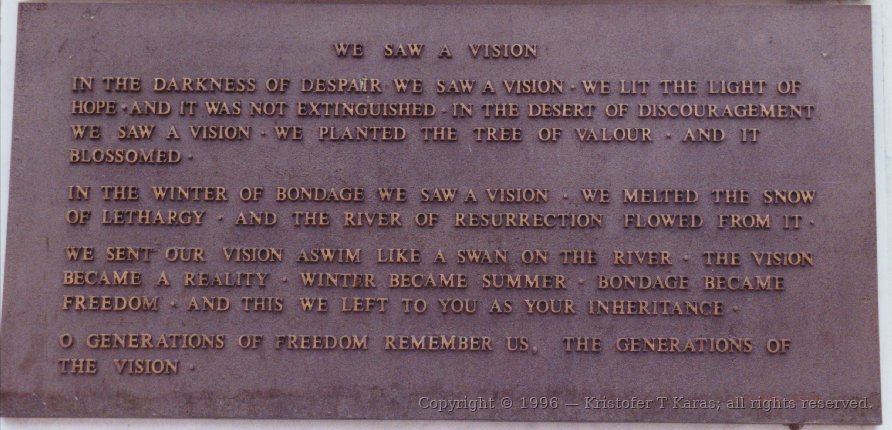 WE SAW A VISION
IN THE DARKNESS OF DESPAIR WE SAW A VISION · WE LIT THE LIGHT OF
HOPE · AND IT WAS NOT EXTINGUISHED · IN THE DESERT OF DISCOURAGEMENT
WE SAW A VISION · WE PLANTED THE TREE OF VALOUR · AND IT
BLOSSOMED ·
IN THE WINTER OF BONDAGE WE SAW A VISION · WE MELTED THE SNOW
OF LETHARGY · AND THE RIVER OF RESURRECTION FLOWED FROM IT ·
WE SENT OUR VISION ASWIM LIKE A SWAN ON THE RIVER · THE VISION
BECAME A REALITY · WINTER BECAME SUMMER · BONDAGE BECAME
FREEDOM · AND THIS WE LEFT TO YOU AS YOUR INHERITANCE ·
O GENERATIONS OF FREEDOM REMEMBER US, THE GENERATIONS OF
THE VISION ·
Copyright © 1996 — Kristofer T Karas; all rights reserved.